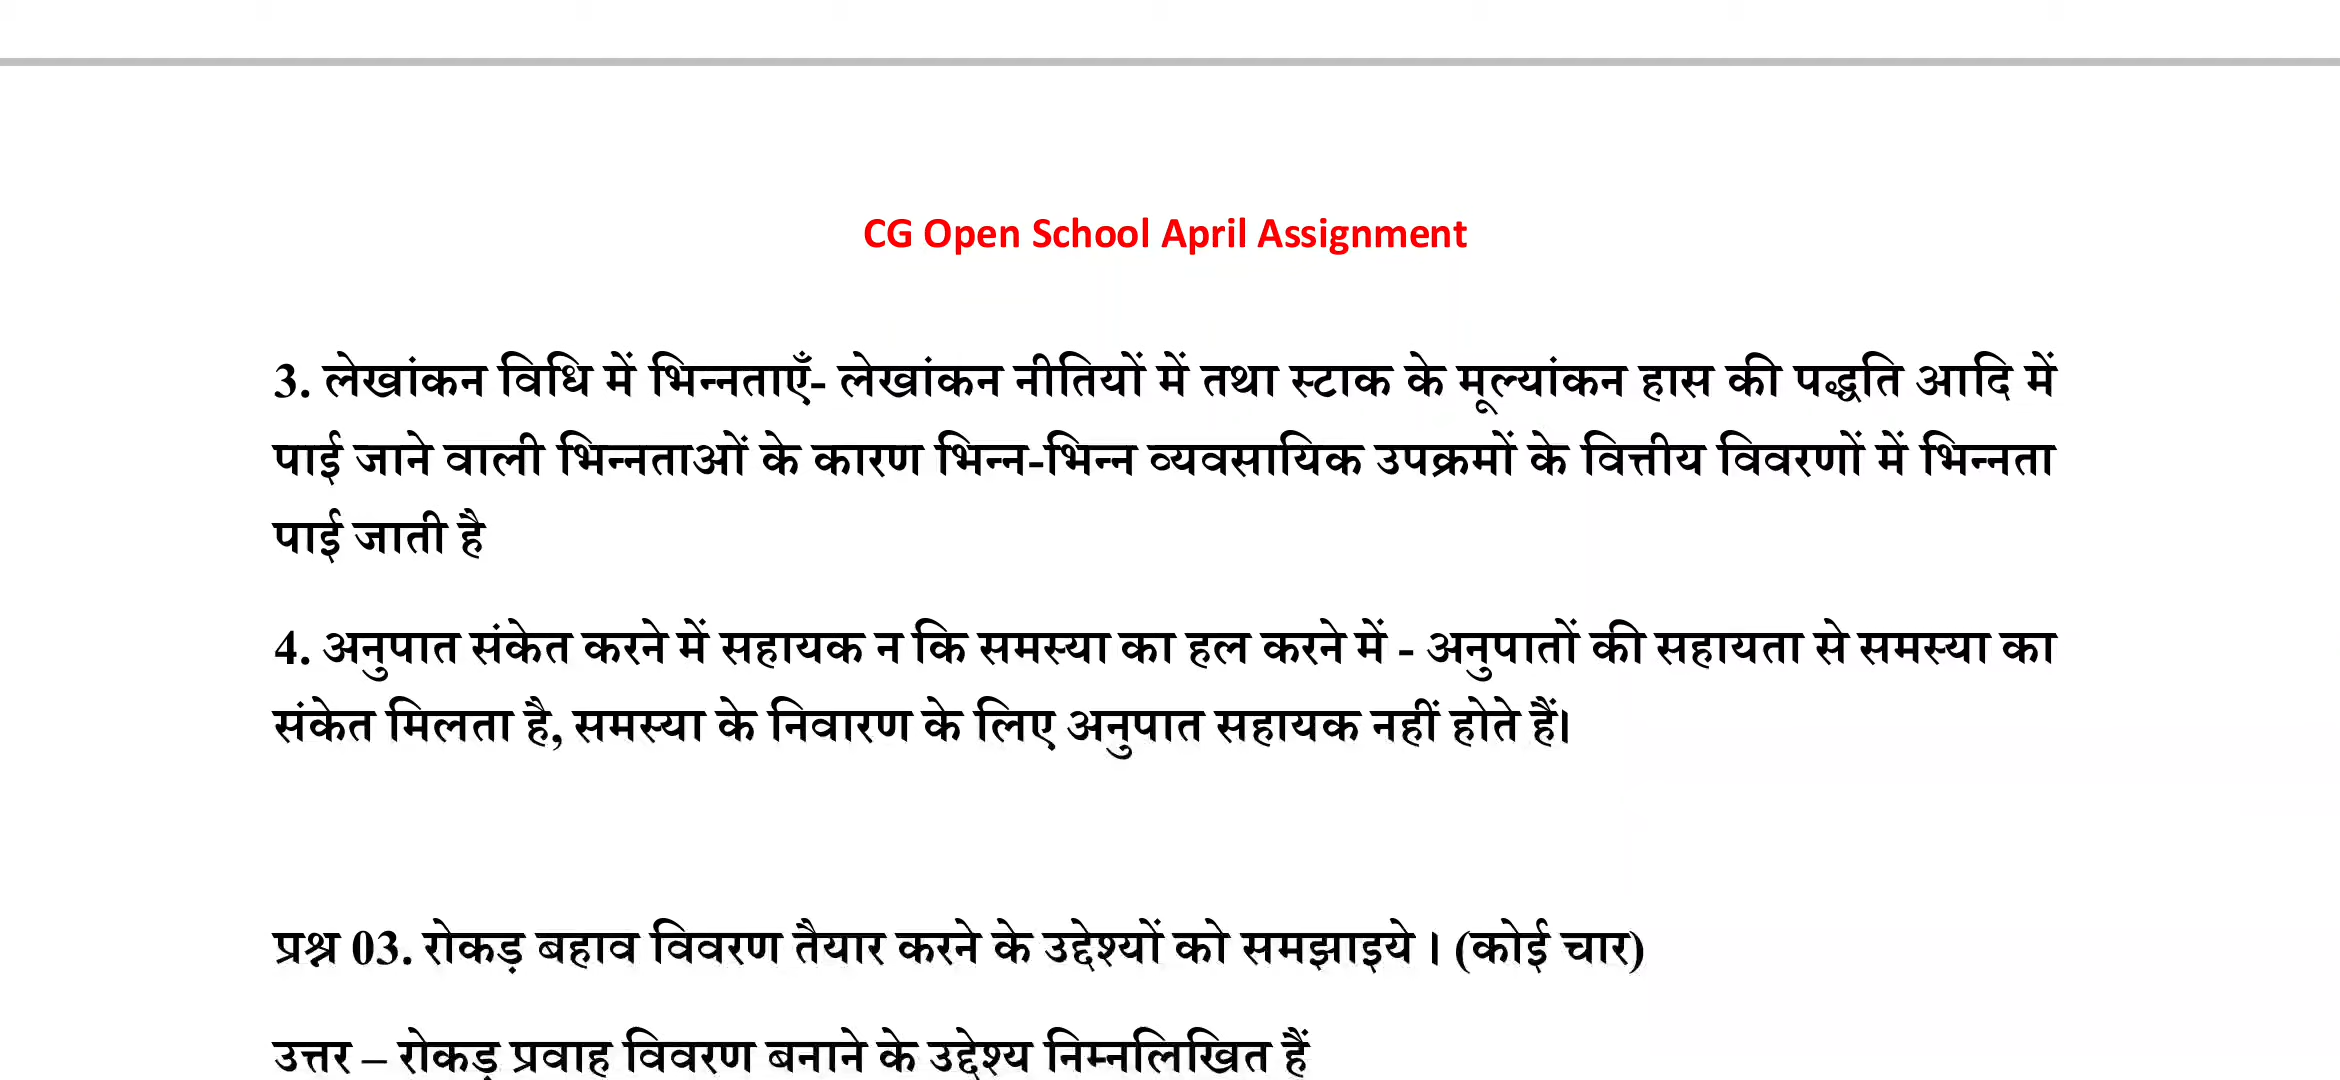 CG Open School April Assignment
3. लेखांकन विधि में भिन्नताएँ- लेखांकन नीतियों में तथा स्टाक के मूल्यांकन हास की पद्धति आदि में
पाई जाने वाली भिन्नताओं के कारण भिन्न-भिन्न व्यवसायिक उपक्रमों के वित्तीय विवरणों में भिन्नता
पाई जाती है
4. अनुपात संकेत करने में सहायक न कि समस्या का हल करने में - अनुपातों की सहायता से समस्या का
संकेत मिलता है, समस्या के निवारण के लिए अनुपात सहायक नहीं होते हैं।
प्रश्न 03. रोकड़ बहाव विवरण तैयार करने के उद्देश्यों को समझाइये । (कोई चार)
उत्तर – रोकड़ प्रवाह विवरण बनाने के उद्देश्य निम्नलिखित हैं